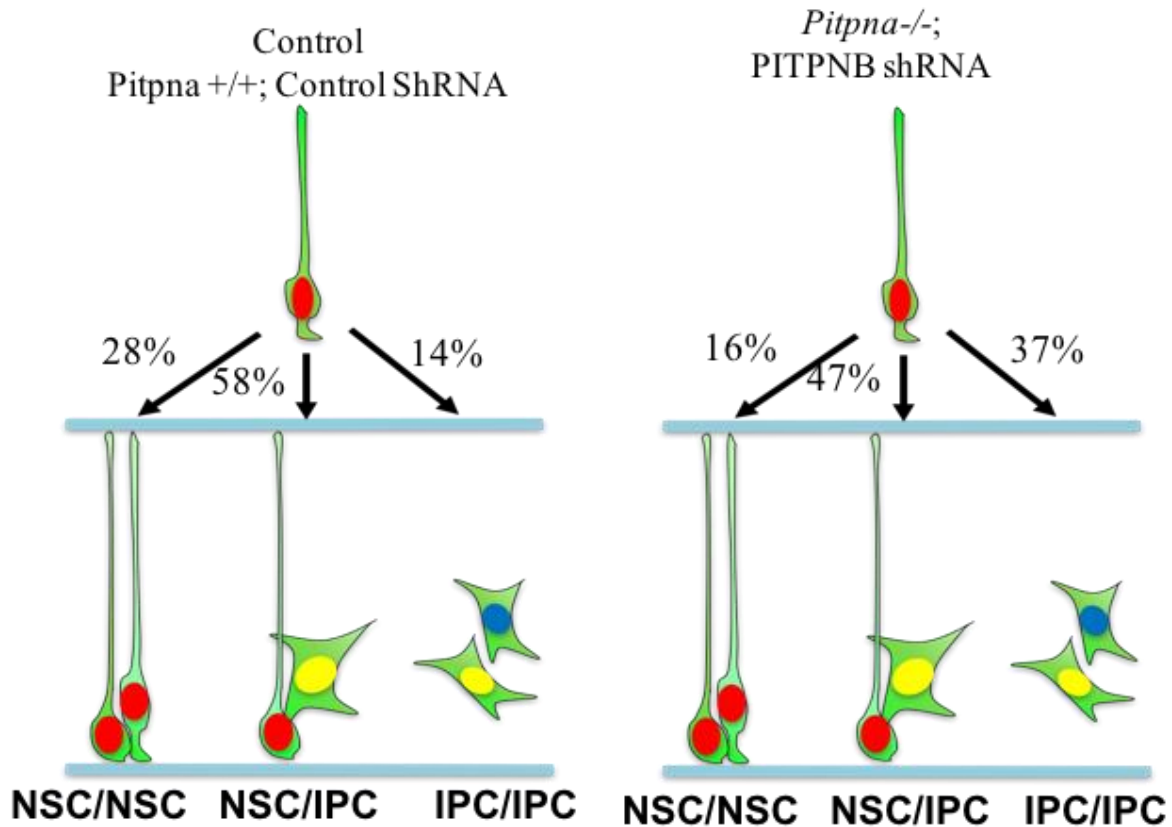 Control
Pitpna +/+; Control ShRNA
28%
58%
14%
NSC/NSC NSC/IPC IPC/IPC
Pitpna-/-;
PITPNB shRNA
16%
47%
37%
NSC/NSC NSC/IPC IPC/IPC